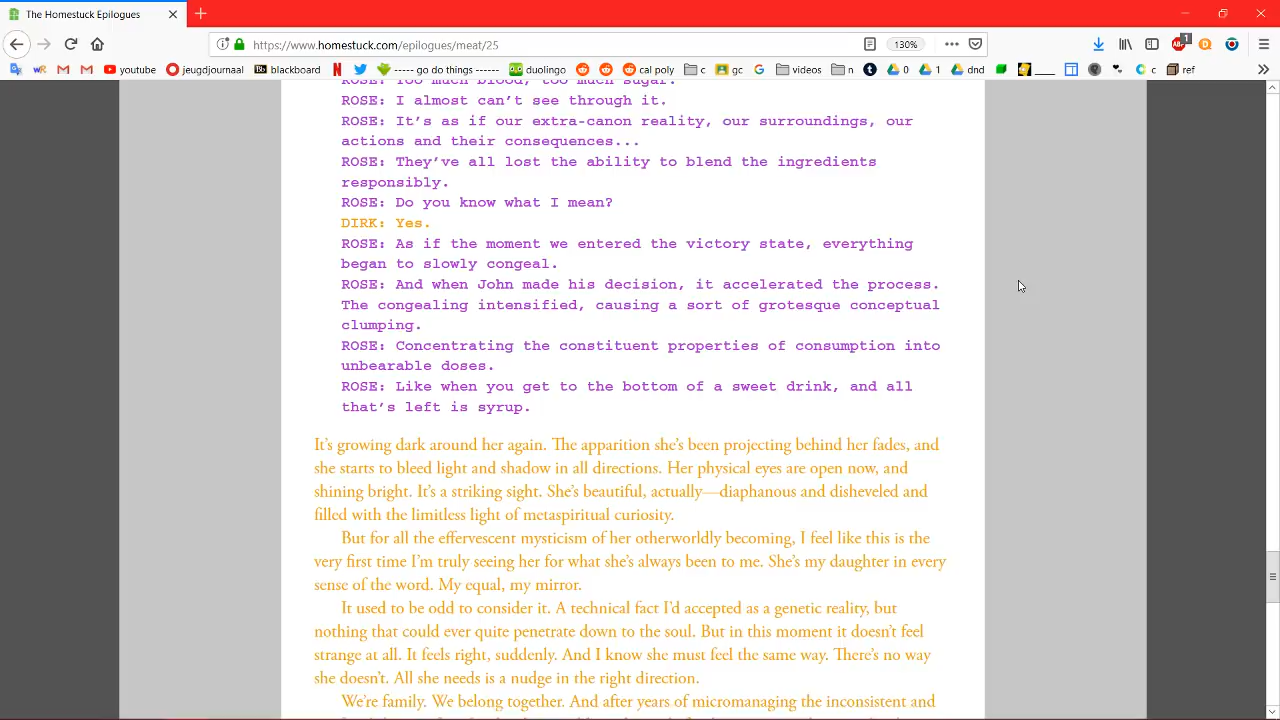 The Homestuck Epilogues
https://www.homestuck.com/epilogues/meat/25
130%
1
youtube
jeugdjournaal
blackboard
----- go do things -----
duolingo
cal poly
c
gc
videos
n
0
1
dnd
___
c
ref
ROSE: Too much blood, too much sugar.
ROSE: I almost can't see through it.
ROSE: It's as if our extra-canon reality, our surroundings, our
actions and their consequences...
ROSE: They've all lost the ability to blend the ingredients
responsibly.
ROSE: Do you know what I mean?
DIRK: Yes.
ROSE: As if the moment we entered the victory state, everything
began to slowly congeal.
ROSE: And when John made his decision, it accelerated the process.
The congealing intensified, causing a sort of grotesque conceptual
clumping.
ROSE: Concentrating the constituent properties of consumption into
unbearable doses.
ROSE: Like when you get to the bottom of a sweet drink, and all
that's left is syrup.
It's growing dark around her again. The apparition she's been projecting behind her fades, and
she starts to bleed light and shadow in all directions. Her physical eyes are open now, and
shining bright. It's a striking sight. She's beautiful, actually—diaphanous and disheveled and
filled with the limitless light of metaspiritual curiosity.
But for all the effervescent mysticism of her otherworldly becoming, I feel like this is the
very first time I'm truly seeing her for what she's always been to me. She's my daughter in every
sense of the word. My equal, my mirror.
It used to be odd to consider it. A technical fact I'd accepted as a genetic reality, but
nothing that could ever quite penetrate down to the soul. But in this moment it doesn't feel
strange at all. It feels right, suddenly. And I know she must feel the same way. There's no way
she doesn't. All she needs is a nudge in the right direction.
We're family. We belong together. And after years of micromanaging the inconsistent and